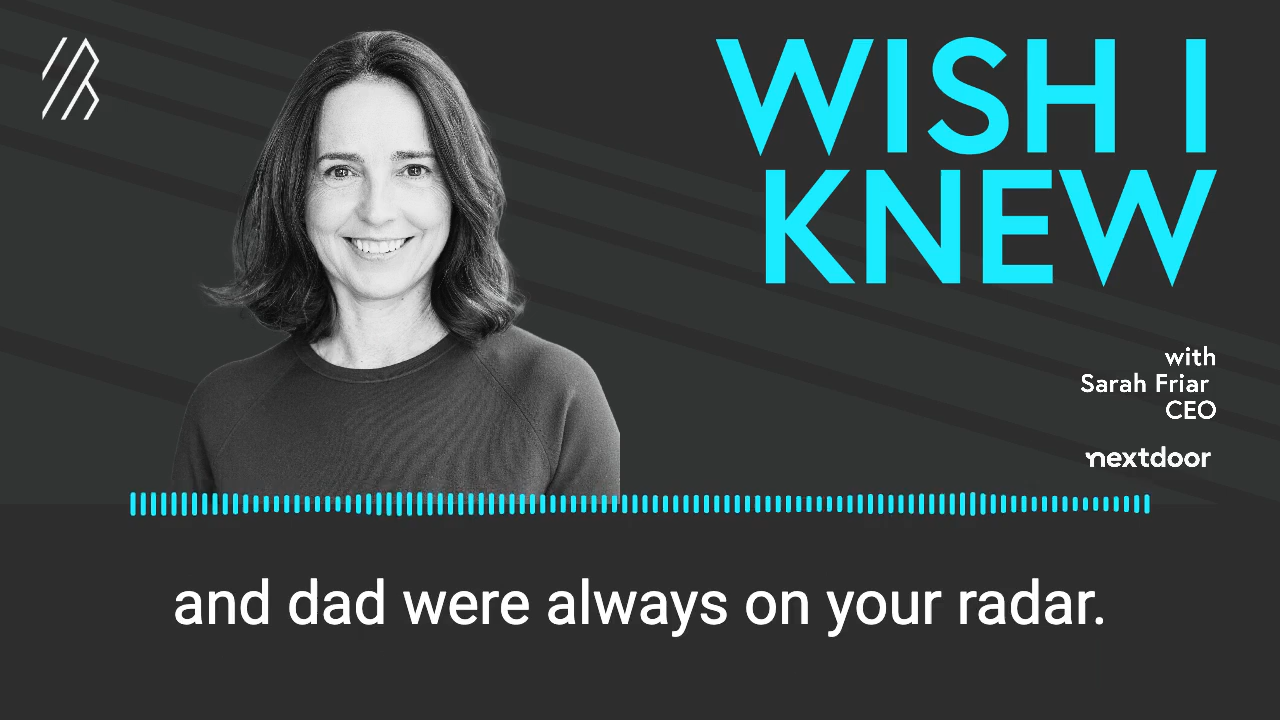 WISH I
KNEW
with
Sarah Friar
CEO
nextdoor
and dad were always on your radar.